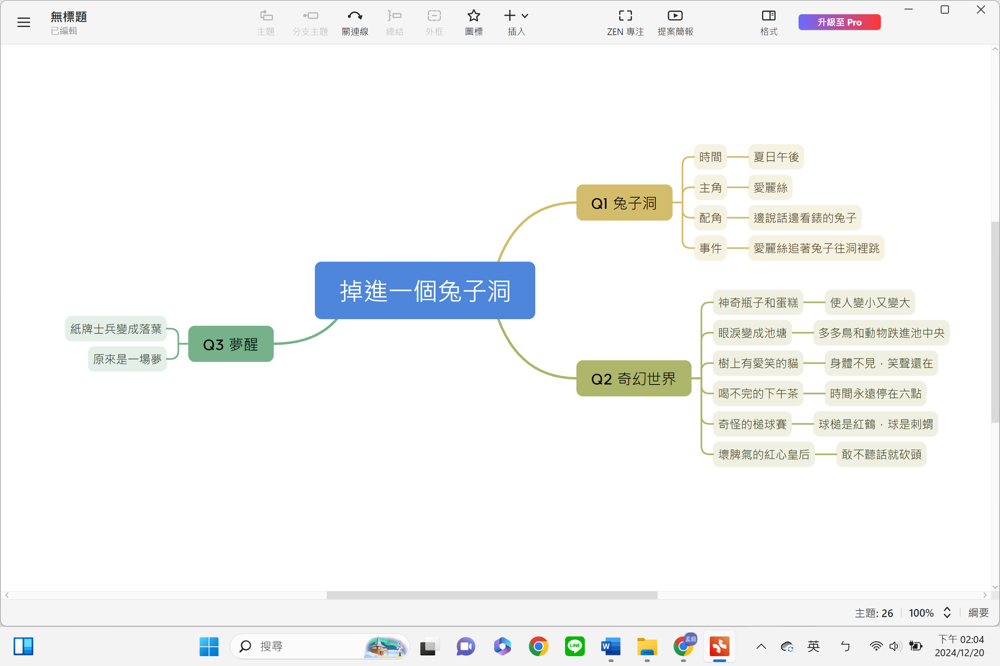 無標題
已編輯
主題
分支主題
關連線
總結
外框
圖標
插入
ZEN 專注
提案簡報
格式
升級至 Pro
掉進一個兔子洞
Q1 兔子洞
時間
夏日午後
主角
愛麗絲
配角
邊說話邊看錶的兔子
事件
愛麗絲追著兔子往洞裡跳
Q2 奇幻世界
神奇瓶子和蛋糕
使人變小又變大
眼淚變成池塘
多多鳥和動物跌進池中央
樹上有愛笑的貓
身體不見，笑聲還在
喝不完的下午茶
時間永遠停在六點
奇怪的槌球賽
球槌是紅鶴，球是刺蝟
壞脾氣的紅心皇后
敢不聽話就砍頭
Q3 夢醒
紙牌士兵變成落葉
原來是一場夢
主題: 26
100%
綱要
搜尋
LINE
W
英
ㄅ
下午 02:04
2024/12/20